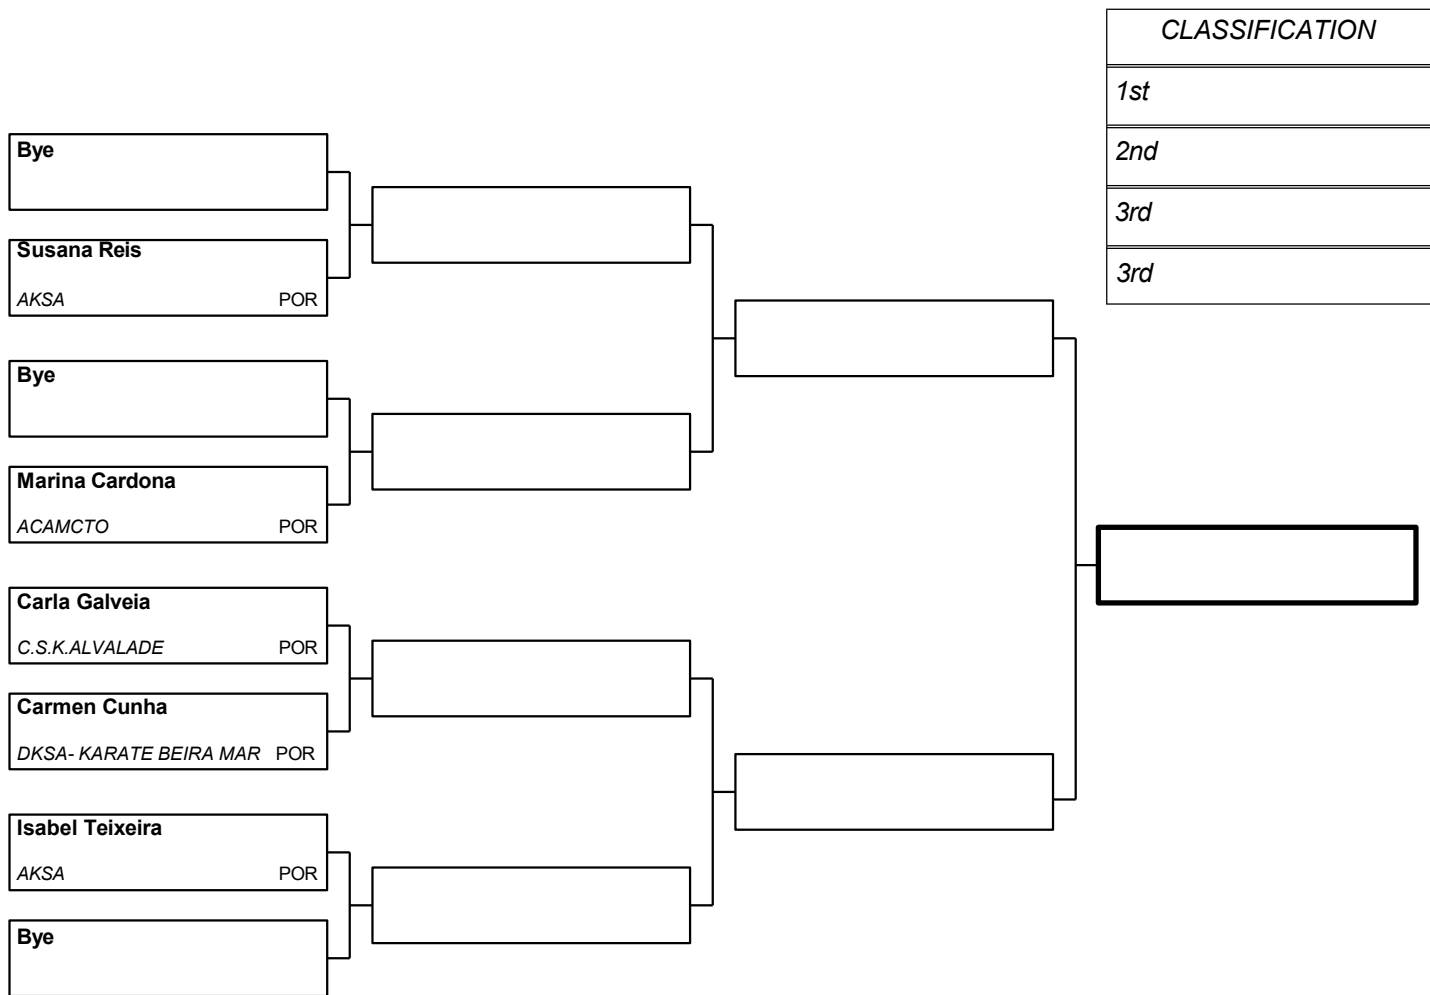 CLASSIFICATION
1st
2nd
3rd
3rd
Bye
Susana Reis
AKSA POR
Bye
Marina Cardona
ACAMCTO POR
Carla Galveia
C.S.K.ALVALADE POR
Carmen Cunha
DKSA- KARATE BEIRA MAR POR
Isabel Teixeira
AKSA POR
Bye